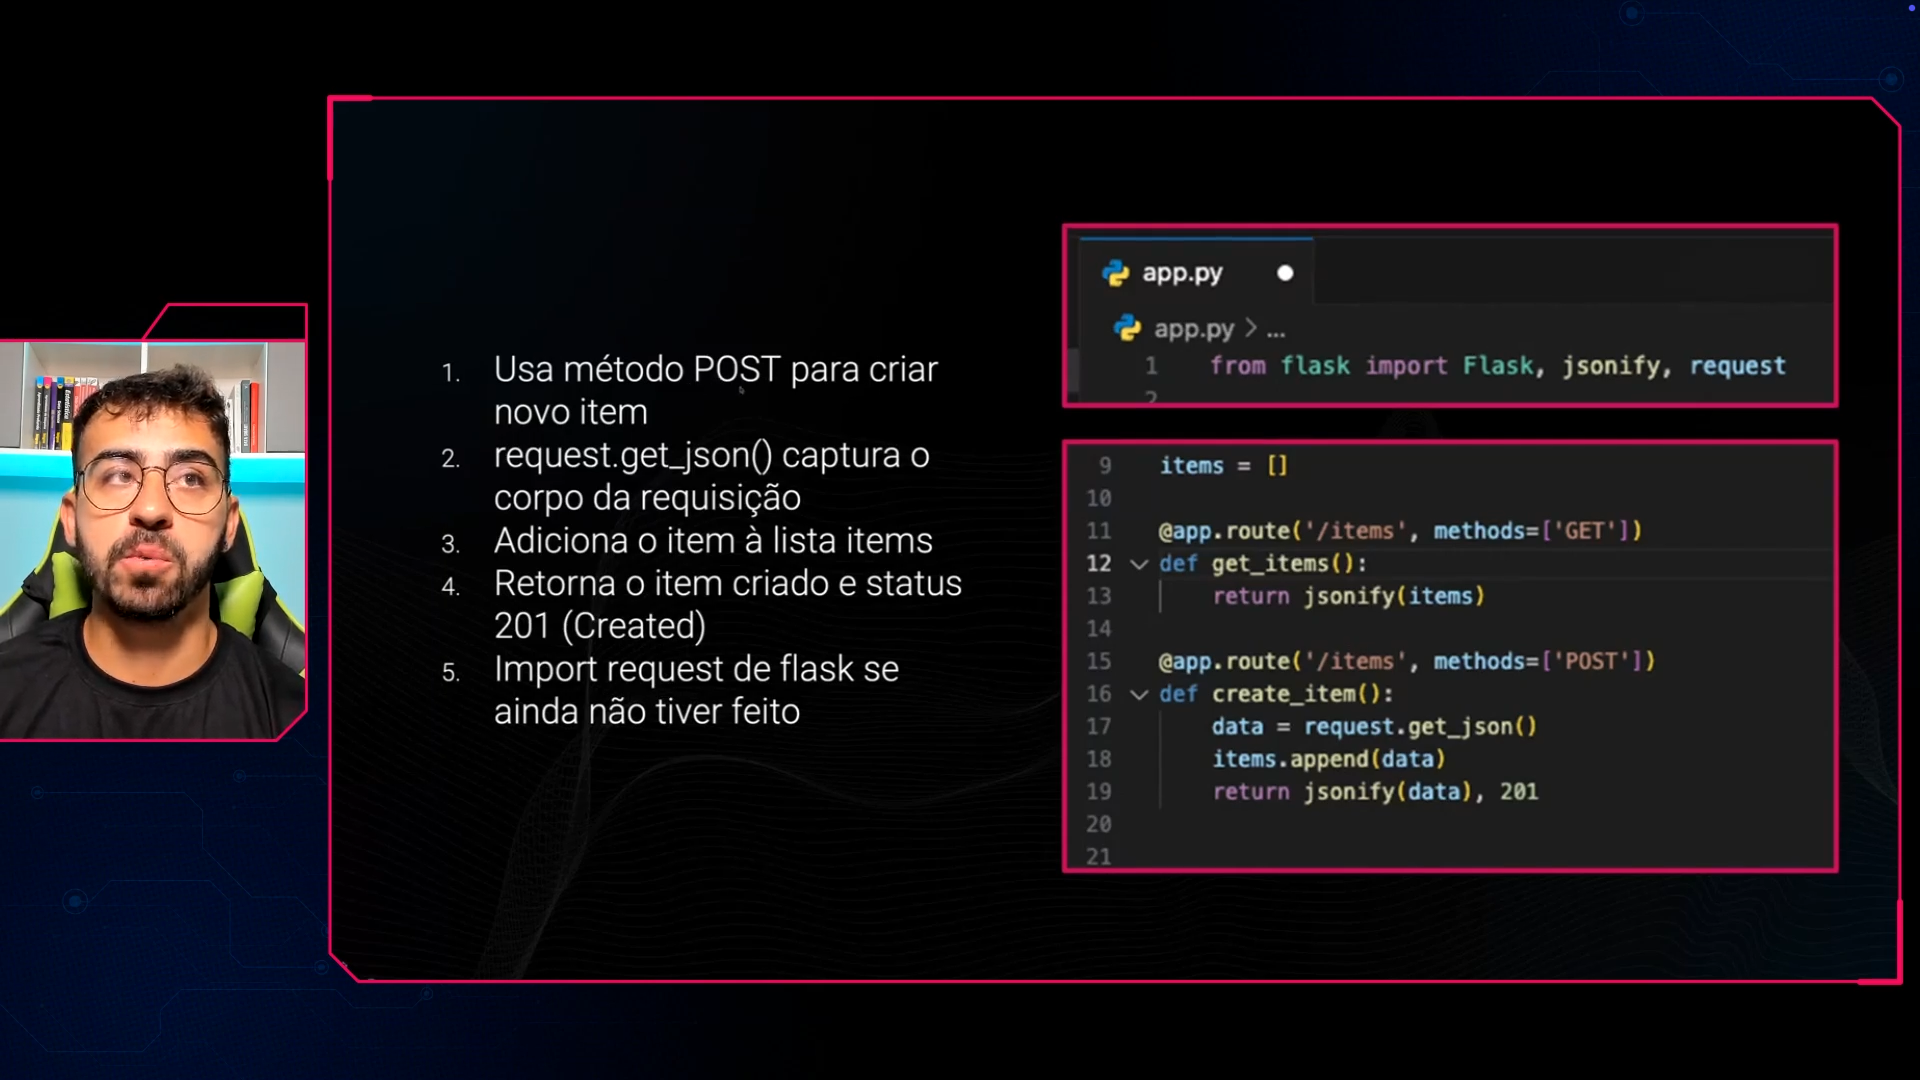 1. Usa método POST para criar
novo item
2. request.get_json() captura o
corpo da requisição
3. Adiciona o item à lista items
4. Retorna o item criado e status
201 (Created)
5. Import request de flask se
ainda não tiver feito
app.py
app.py > ...
1 from flask import Flask, jsonify, request
2
9 items = []
10
11 @app.route('/items', methods=['GET'])
12 def get_items():
13 return jsonify(items)
14
15 @app.route('/items', methods=['POST'])
16 def create_item():
17 data = request.get_json()
18 items.append(data)
19 return jsonify(data), 201
20
21